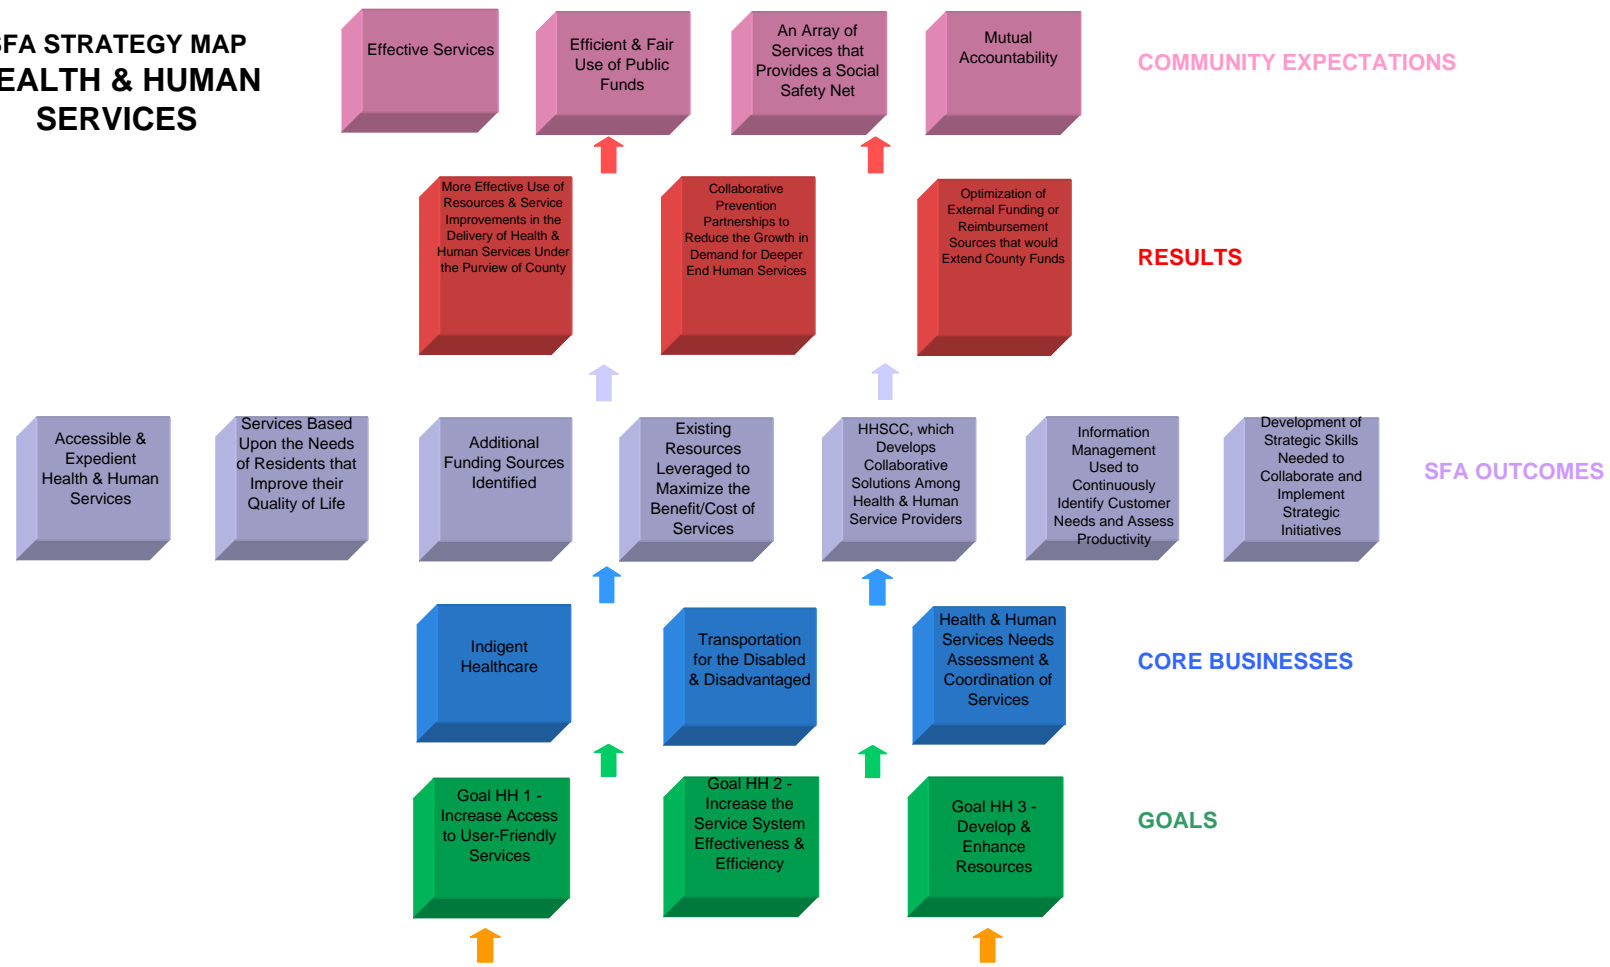 SFA STRATEGY MAP
HEALTH & HUMAN
SERVICES
Effective Services
Efficient & Fair
Use of Public
Funds
An Array of
Services that
Provides a Social
Safety Net
Mutual
Accountability
COMMUNITY EXPECTATIONS
More Effective Use of
Resources & Service
Improvements in the
Delivery of Health &
Human Services Under
the Purview of County
Collaborative
Prevention
Partnerships to
Reduce the Growth in
Demand for Deeper
End Human Services
Optimization of
External Funding or
Reimbursement
Sources that would
Extend County Funds
RESULTS
Accessible &
Expedient
Health & Human
Services
Services Based
Upon the Needs
of Residents that
Improve their
Quality of Life
Additional
Funding Sources
Identified
Existing
Resources
Leveraged to
Maximize the
Benefit/Cost of
Services
HHSCC, which
Develops
Collaborative
Solutions Among
Health & Human
Service Providers
Information
Management
Used to
Continuously
Identify Customer
Needs and Assess
Productivity
Development of
Strategic Skills
Needed to
Collaborate and
Implement
Strategic
Initiatives
SFA OUTCOMES
Indigent
Healthcare
Transportation
for the Disabled
& Disadvantaged
Health & Human
Services Needs
Assessment &
Coordination of
Services
CORE BUSINESSES
Goal HH 1 -
Increase Access
to User-Friendly
Services
Goal HH 2 -
Increase the
Service System
Effectiveness &
Efficiency
Goal HH 3 -
Develop &
Enhance
Resources
GOALS